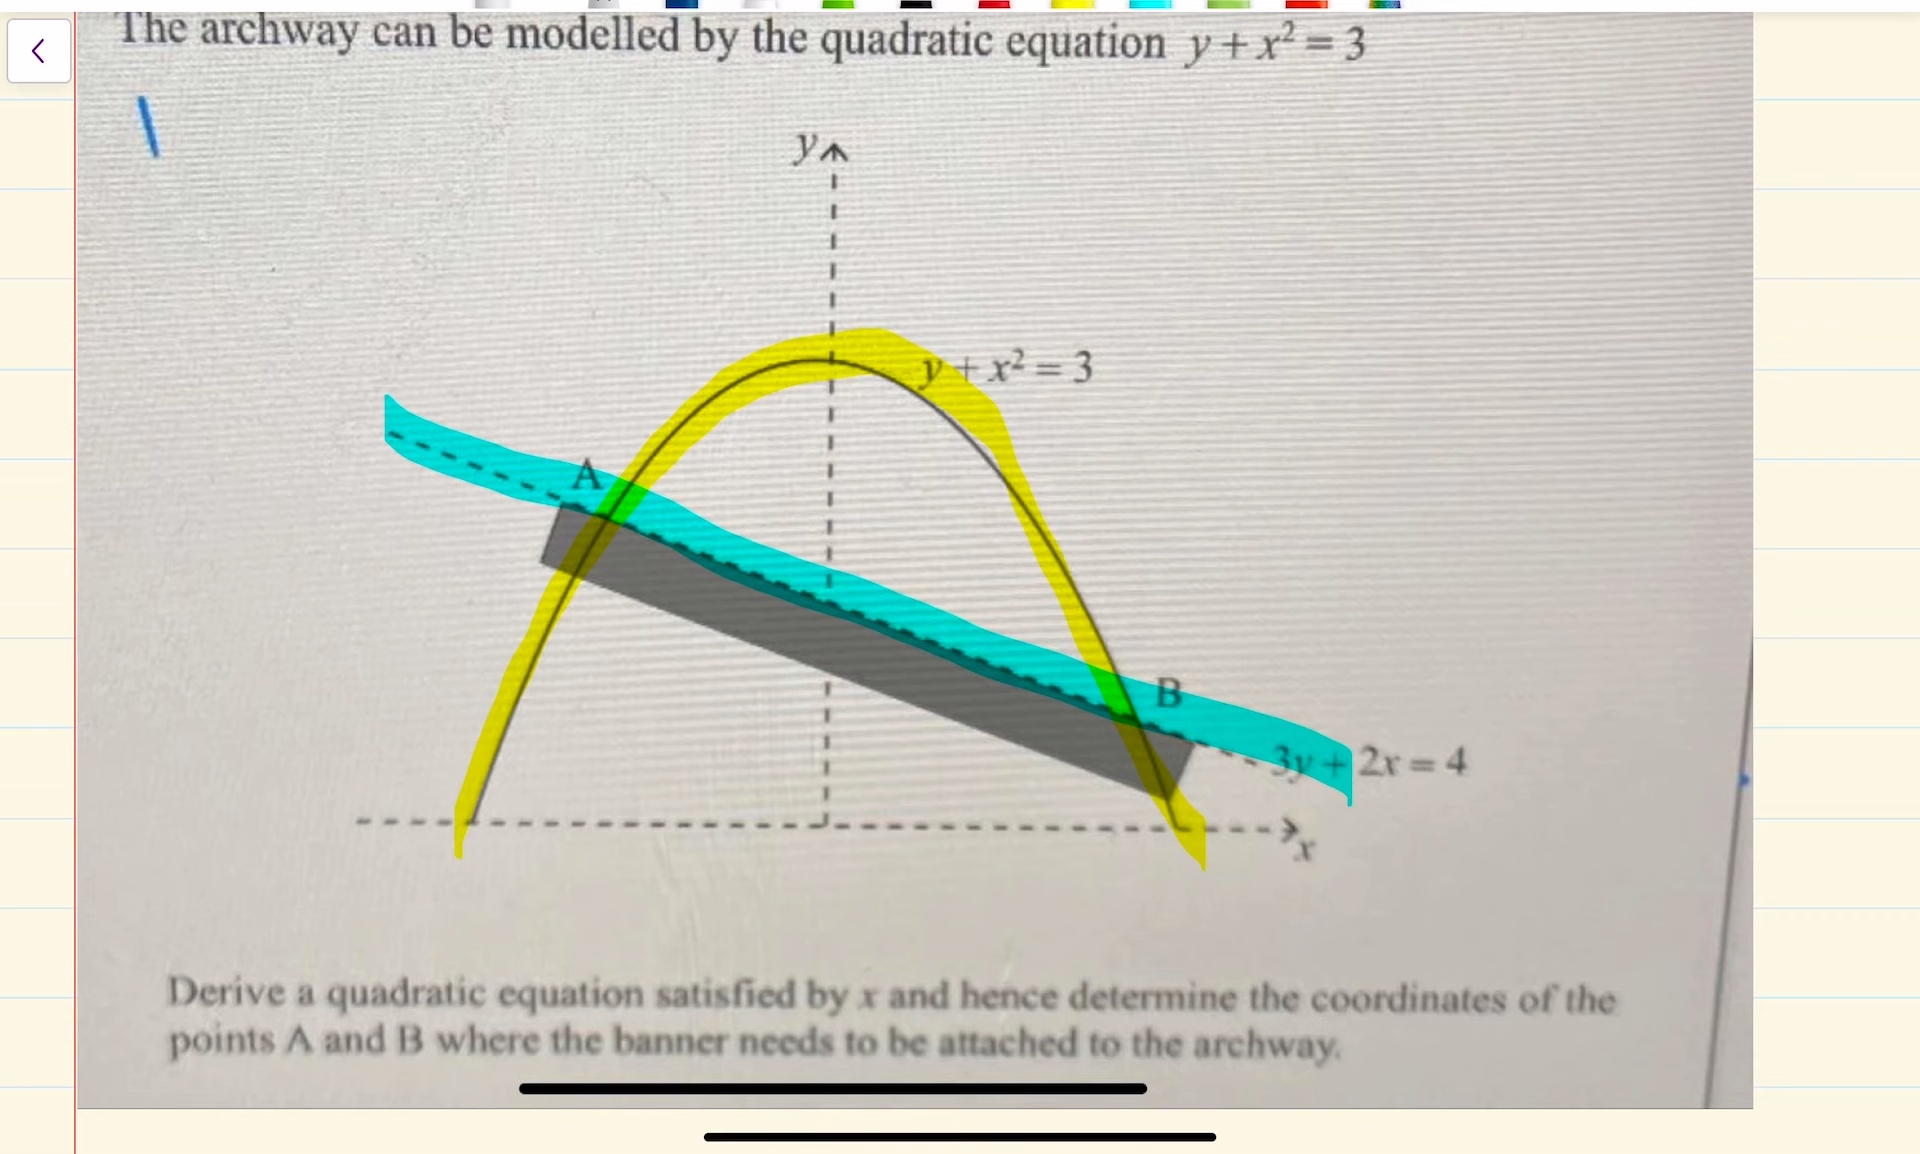 The archway can be modelled by the quadratic equation y + x² = 3
y
y + x² = 3
A
B
3y + 2x = 4
x
Derive a quadratic equation satisfied by x and hence determine the coordinates of the
points A and B where the banner needs to be attached to the archway.